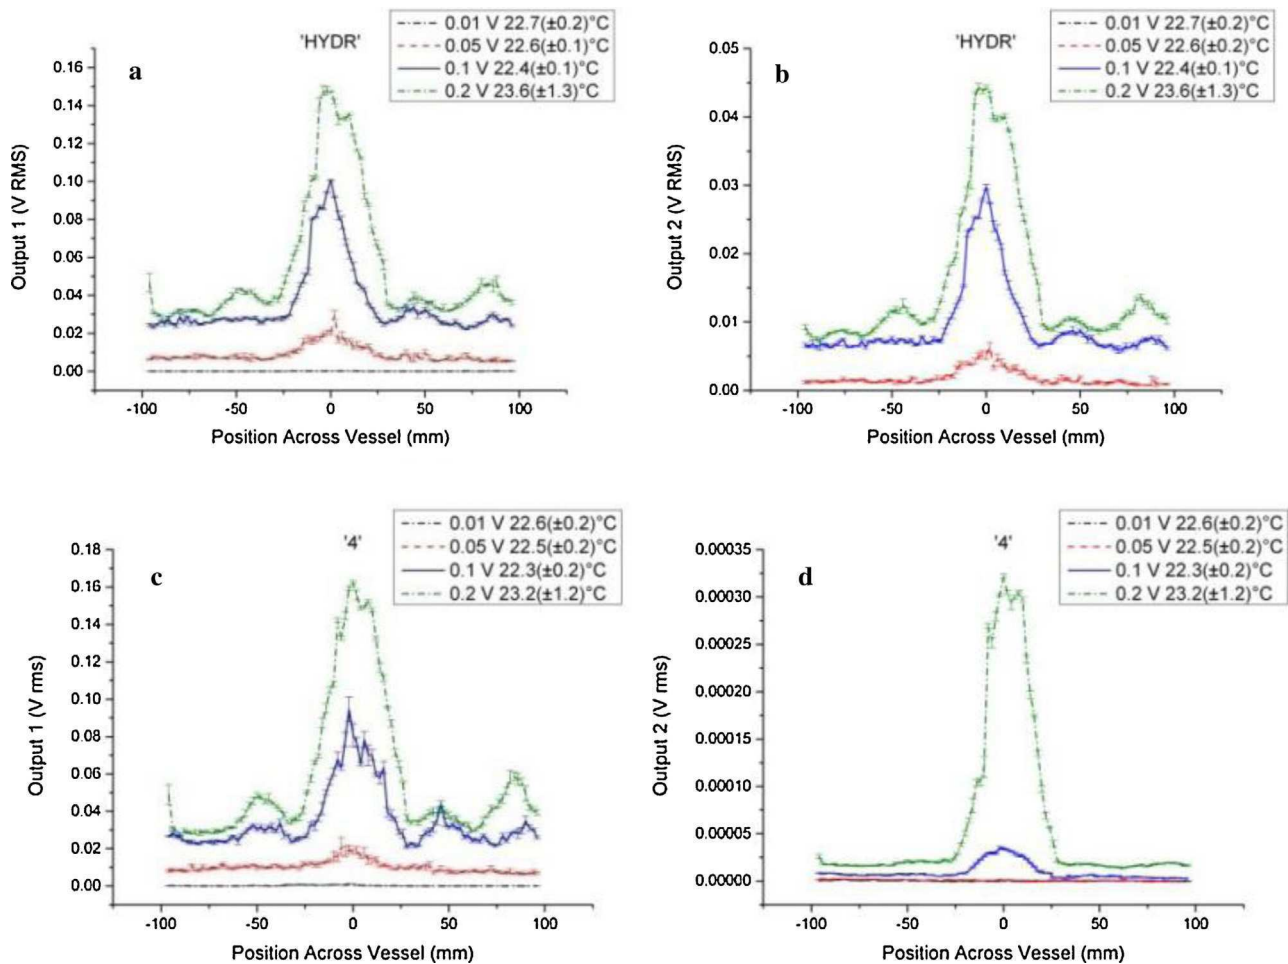 a
'HYDR'
0.01 V 22.7(±0.2)°C
0.05 V 22.6(±0.1)°C
0.1 V 22.4(±0.1)°C
0.2 V 23.6(±1.3)°C
Output 1 (V RMS)
0.16
0.14
0.12
0.10
0.08
0.06
0.04
0.02
0.00
-100 -50 0 50 100
Position Across Vessel (mm)
b
'HYDR'
0.01 V 22.7(±0.2)°C
0.05 V 22.6(±0.2)°C
0.1 V 22.4(±0.1)°C
0.2 V 23.6(±1.3)°C
Output 2 (V RMS)
0.05
0.04
0.03
0.02
0.01
0.00
-100 -50 0 50 100
Position Across Vessel (mm)
c
'4'
0.01 V 22.6(±0.2)°C
0.05 V 22.5(±0.2)°C
0.1 V 22.3(±0.2)°C
0.2 V 23.2(±1.2)°C
Output 1 (V rms)
0.18
0.16
0.14
0.12
0.10
0.08
0.06
0.04
0.02
0.00
-100 -50 0 50 100
Position Across Vessel (mm)
d
'4'
0.01 V 22.6(±0.2)°C
0.05 V 22.5(±0.2)°C
0.1 V 22.3(±0.2)°C
0.2 V 23.2(±1.2)°C
Output 2 (V rms)
0.00035
0.00030
0.00025
0.00020
0.00015
0.00010
0.00005
0.00000
-100 -50 0 50 100
Position Across Vessel (mm)